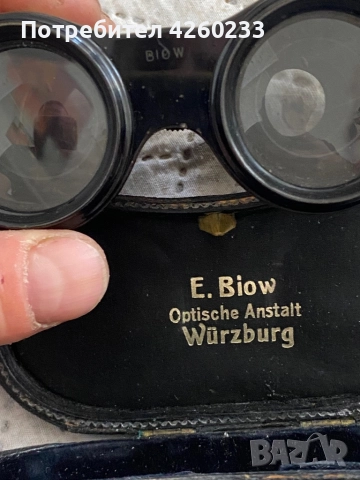 Потребител 4260233
BIOW
E. Biow
Optische Anstalt
Würzburg
BAZAR